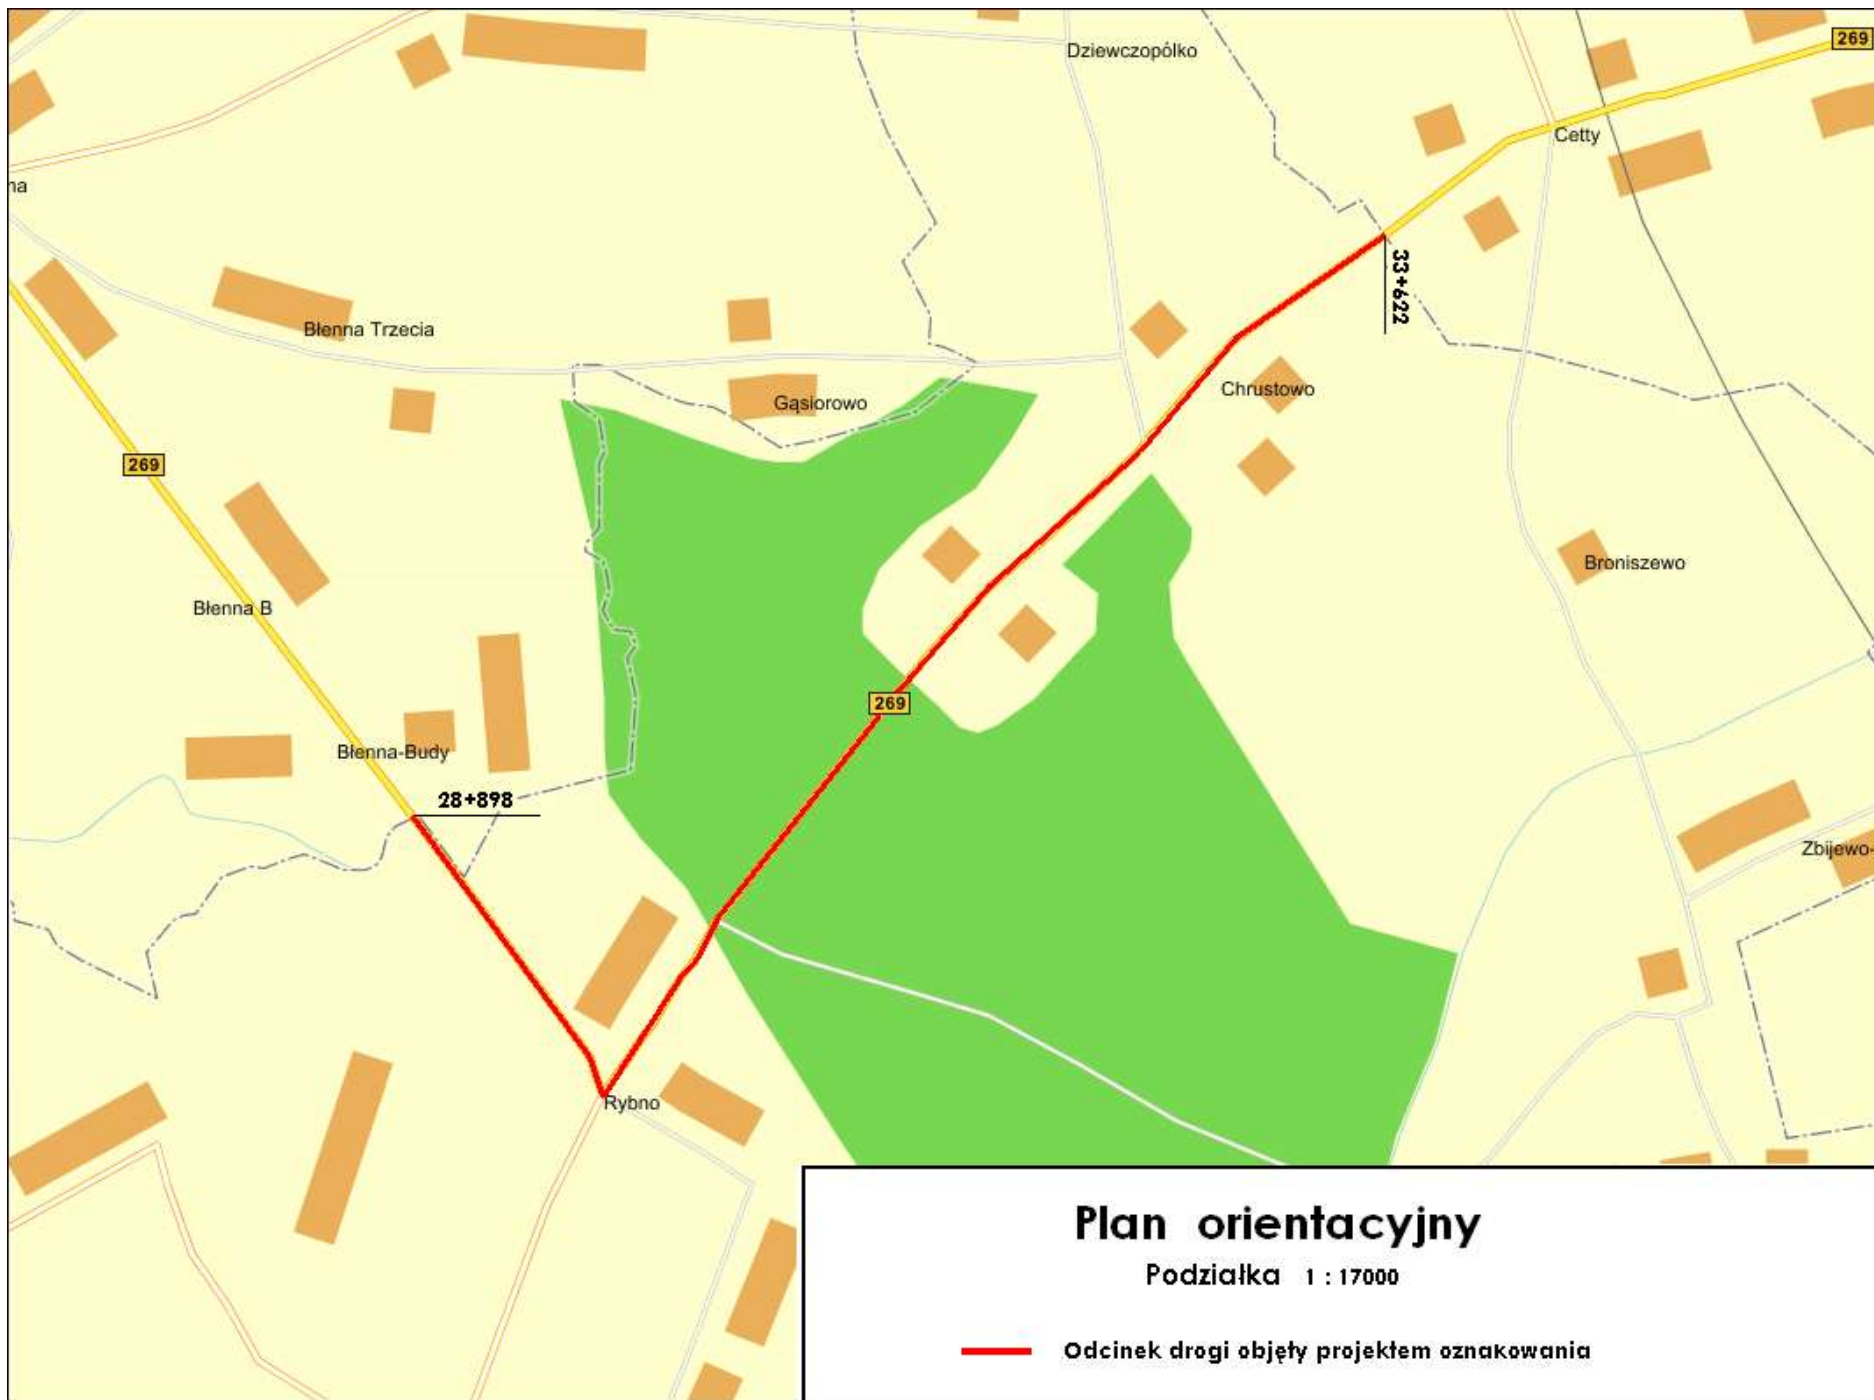 269
Dziewczopólko
Cetty
na
33+622
Błenna Trzecia
Chrustowo
Gąsiorowo
269
Broniszewo
Błenna B
269
Błenna-Budy
28+898
Zbijewo-
Rybno
Plan orientacyjny
Podziałka 1 : 17000
Odcinek drogi objęty projektem oznakowania